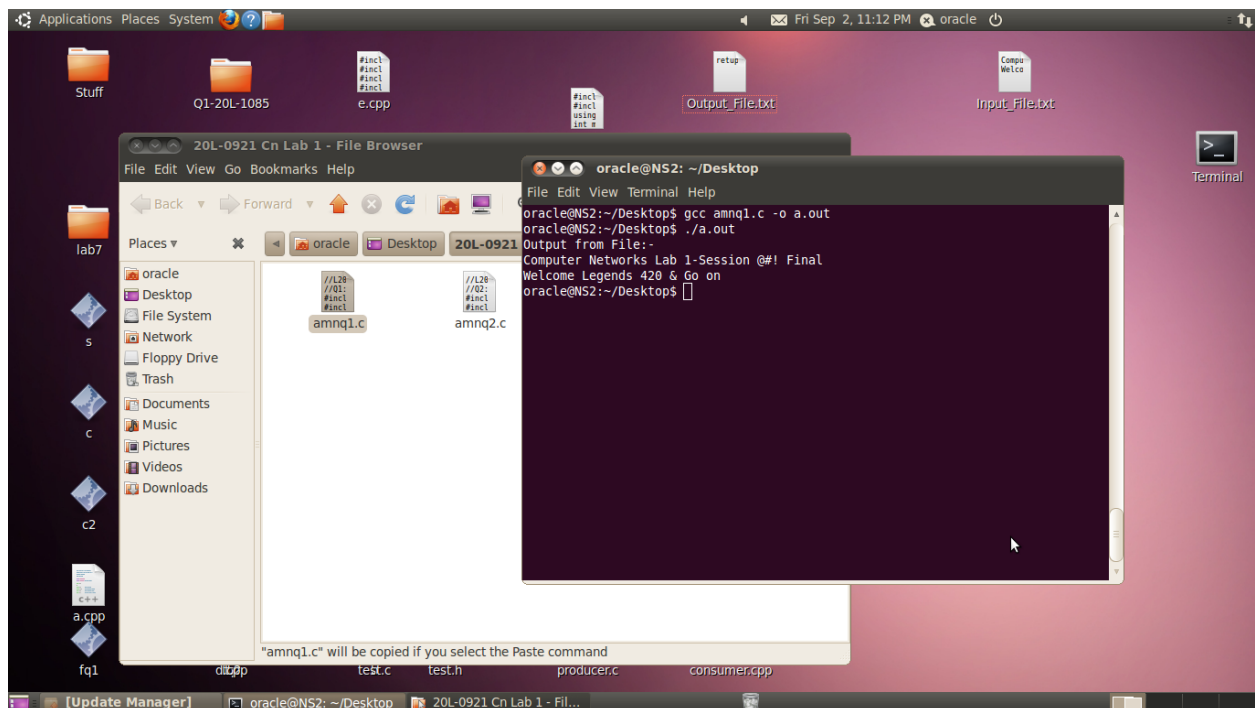 Applications Places System
Fri Sep 2, 11:12 PM oracle
Stuff
Q1-20L-1085
#incl
#incl
#incl
#incl
e.cpp
#incl
#incl
using
int m
retup
Output_File.txt
Compu
Welco
Input_File.txt
Terminal
20L-0921 Cn Lab 1 - File Browser
File Edit View Go Bookmarks Help
Back Forward
Places
oracle Desktop 20L-0921
oracle
Desktop
File System
Network
Floppy Drive
Trash
Documents
Music
Pictures
Videos
Downloads
//L20
//Q1:
#incl
#incl
amnq1.c
//L20
//Q2:
#incl
#incl
amnq2.c
"amnq1.c" will be copied if you select the Paste command
oracle@NS2: ~/Desktop
File Edit View Terminal Help
oracle@NS2:~/Desktop$ gcc amnq1.c -o a.out
oracle@NS2:~/Desktop$ ./a.out
Output from File:-
Computer Networks Lab 1-Session @#! Final
Welcome Legends 420 & Go on
oracle@NS2:~/Desktop$
lab7
s
c
c2
c++
a.cpp
fq1
test.c
test.h
producer.c
consumer.cpp
[Update Manager]
oracle@NS2: ~/Desktop
20L-0921 Cn Lab 1 - Fil...